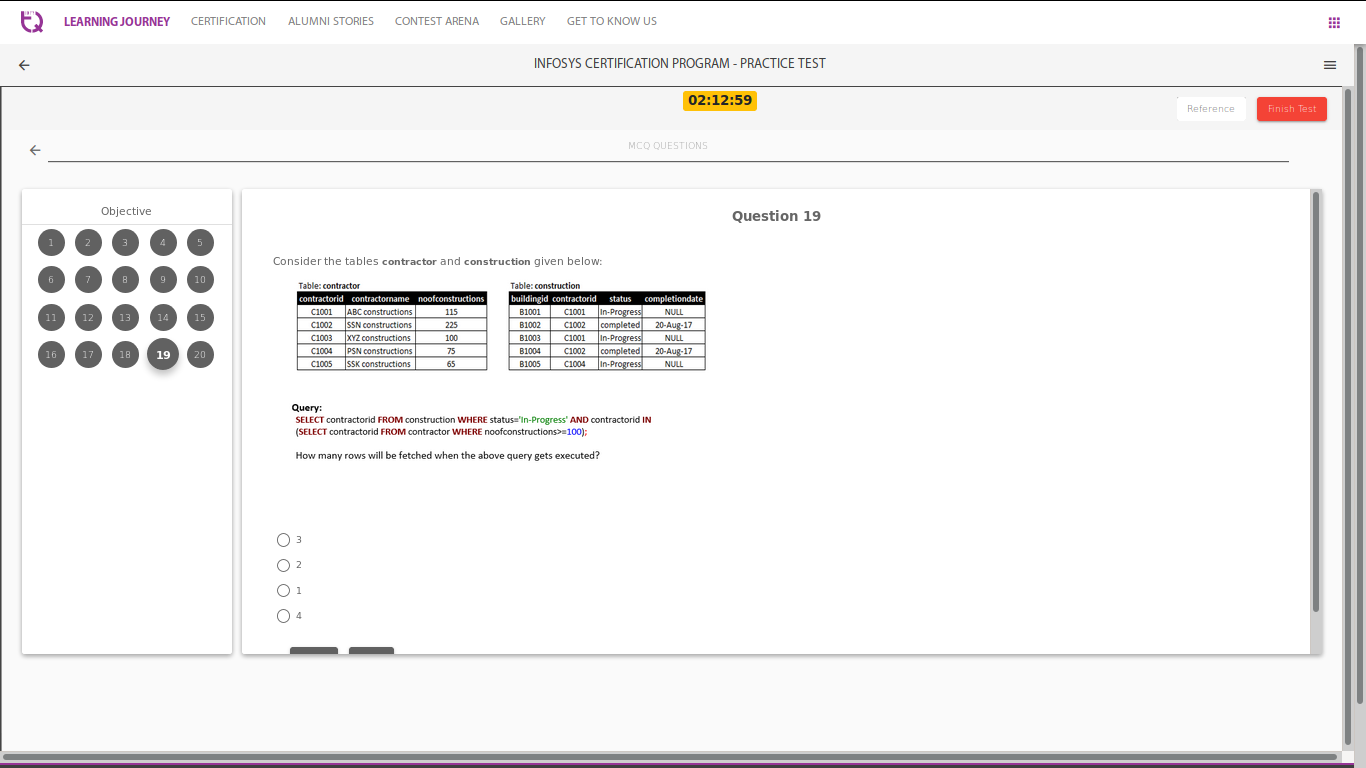 LEARNING JOURNEY CERTIFICATION ALUMNI STORIES CONTEST ARENA GALLERY GET TO KNOW US
INFOSYS CERTIFICATION PROGRAM - PRACTICE TEST
02:12:59
Reference Finish Test
MCQ QUESTIONS
Objective
1 2 3 4 5
6 7 8 9 10
11 12 13 14 15
16 17 18 19 20
Question 19
Consider the tables contractor and construction given below:
Table: contractor
contractorid contractorname noofconstructions
C1001 ABC constructions 115
C1002 SSN constructions 225
C1003 XYZ constructions 100
C1004 PSN constructions 75
C1005 SSK constructions 65
Table: construction
buildingid contractorid status completiondate
B1001 C1001 In-Progress NULL
B1002 C1002 completed 20-Aug-17
B1003 C1001 In-Progress NULL
B1004 C1002 completed 20-Aug-17
B1005 C1004 In-Progress NULL
Query:
SELECT contractorid FROM construction WHERE status='In-Progress' AND contractorid IN
(SELECT contractorid FROM contractor WHERE noofconstructions>=100);
How many rows will be fetched when the above query gets executed?
3
2
1
4